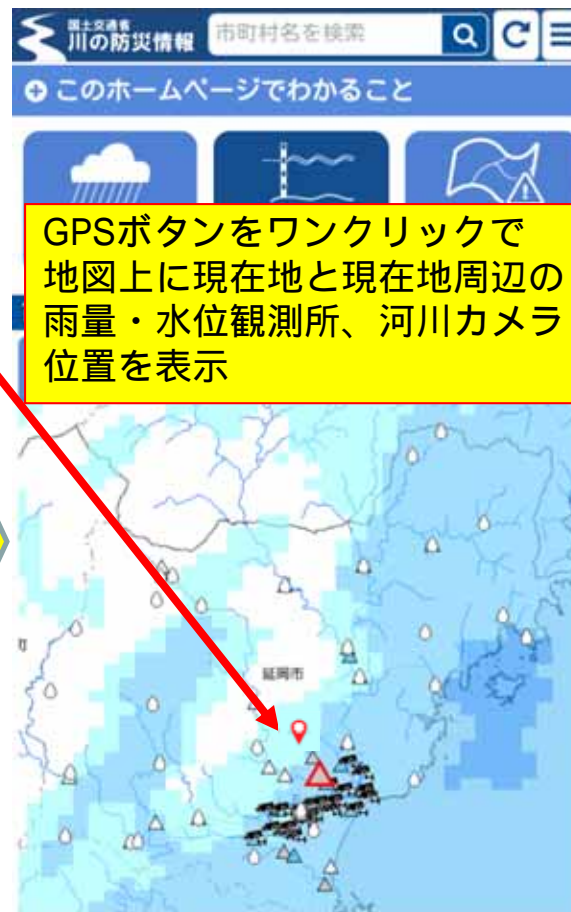 国土交通省
川の防災情報
市町村名を検索
このホームページでわかること
GPSボタンをワンクリックで
地図上に現在地と現在地周辺の
雨量・水位観測所、河川カメラ
位置を表示
延岡市
町